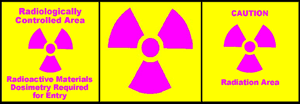 Radiologically
Controlled Area
Radioactive Materials
Dosimetry Required
for Entry
CAUTION
Radiation Area